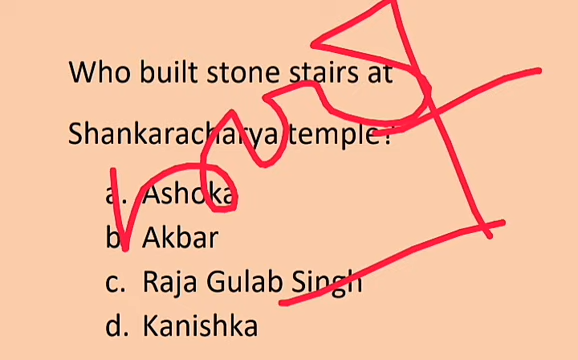 Who built stone stairs at
Shankaracharya temple?
a. Ashoka
b. Akbar
c. Raja Gulab Singh
d. Kanishka